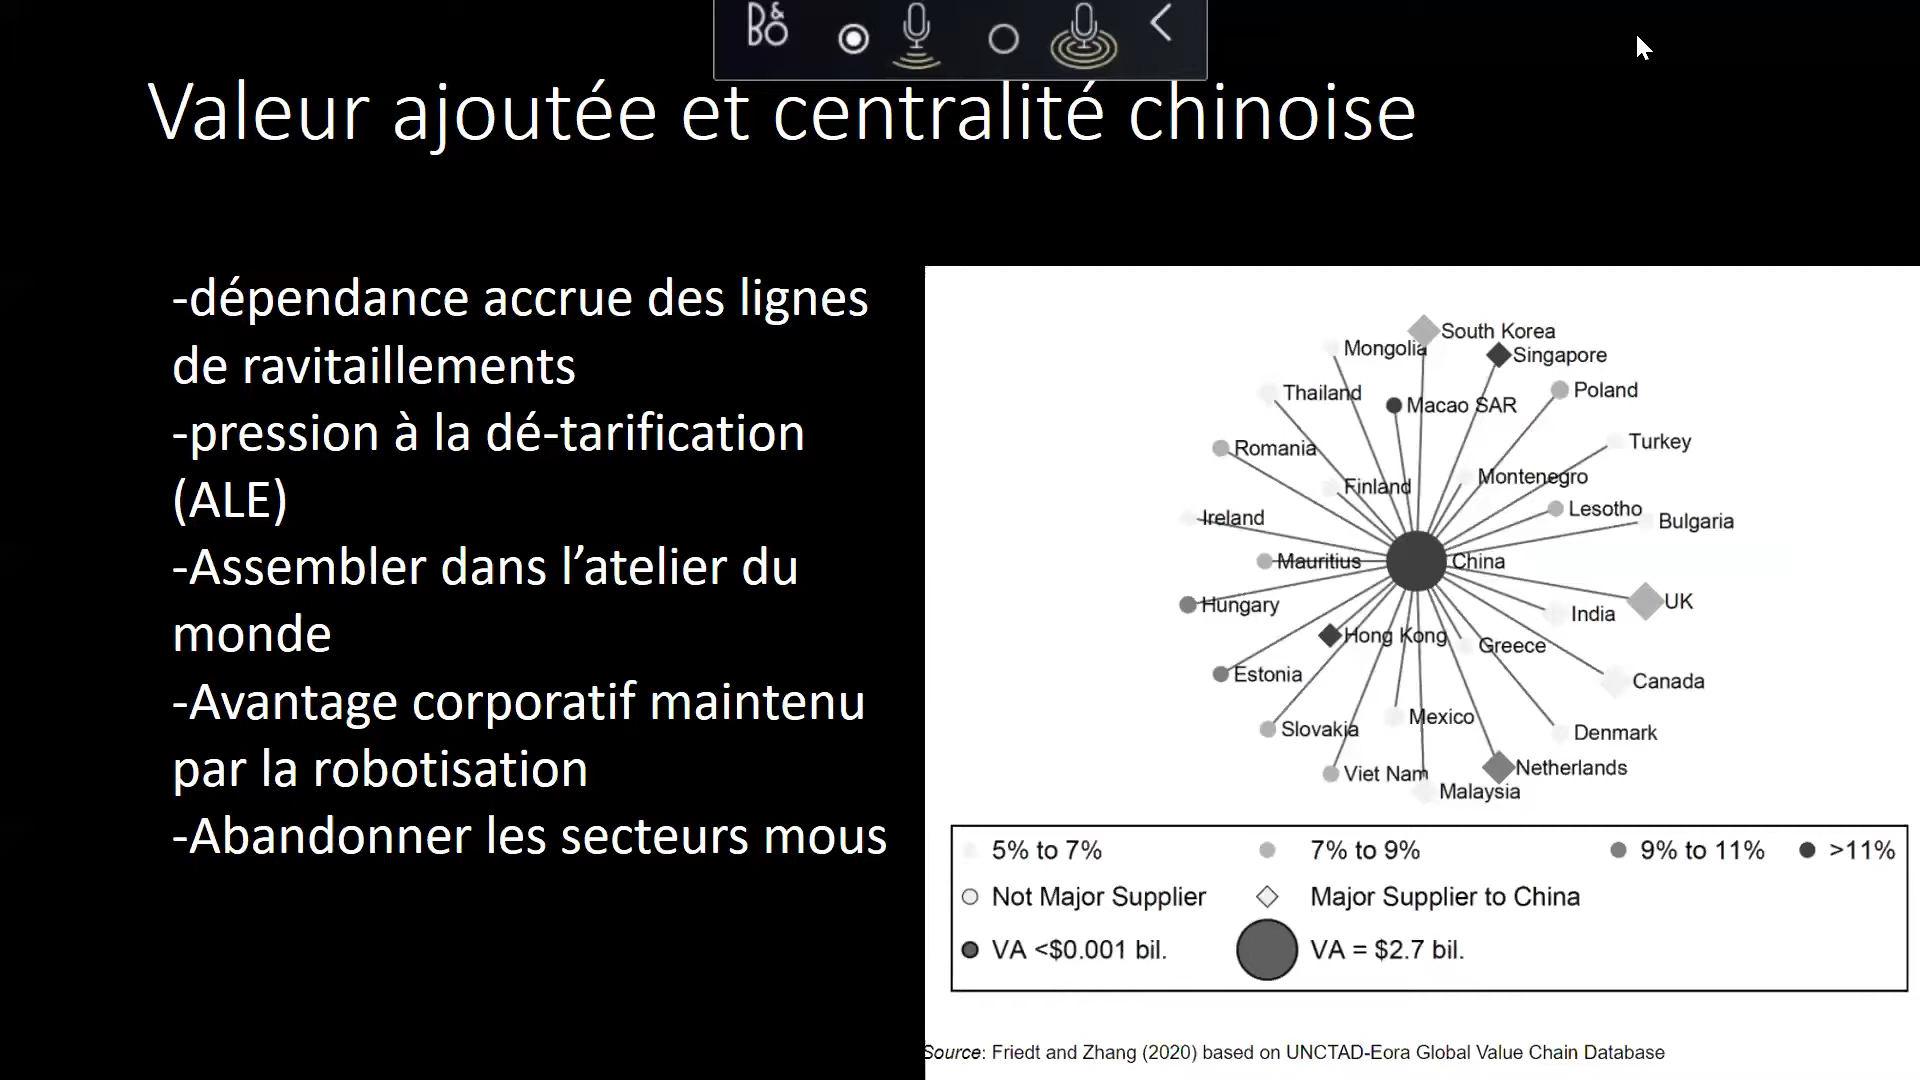 B&O
Valeur ajoutée et centralité chinoise
-dépendance accrue des lignes
de ravitaillements
-pression à la dé-tarification
(ALE)
-Assembler dans l’atelier du
monde
-Avantage corporatif maintenu
par la robotisation
-Abandonner les secteurs mous
South Korea
Mongolia
Singapore
Thailand
Poland
Macao SAR
Turkey
Romania
Montenegro
Finland
Lesotho
Ireland
Bulgaria
Mauritius
China
UK
Hungary
India
Hong Kong
Greece
Estonia
Canada
Mexico
Slovakia
Denmark
Netherlands
Viet Nam
Malaysia
5% to 7%
7% to 9%
9% to 11%
>11%
Not Major Supplier
Major Supplier to China
VA <$0.001 bil.
VA = $2.7 bil.
Source: Friedt and Zhang (2020) based on UNCTAD-Eora Global Value Chain Database